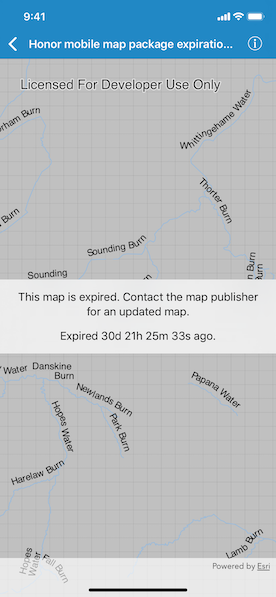 9:41
Honor mobile map package expiratio...
Licensed For Developer Use Only
Burn
Whittingehame Water
Thorter Burn
Burn
Sounding Burn
Sounding
Burn
Burn
This map is expired. Contact the map publisher
for an updated map.
Expired 30d 21h 25m 33s ago.
Water
Danskine
Burn
Newlands Burn
Papana Water
Hopes Water
Park Burn
Harelaw Burn
Hopes
Water
Fall Burn
Lamb Burn
Powered by Esri